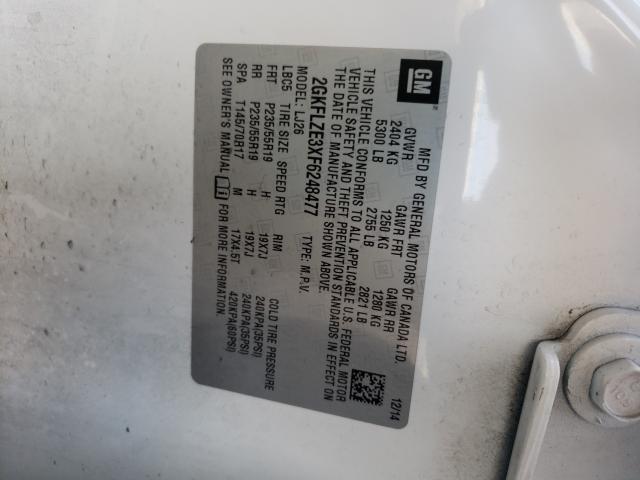 GM
MFD BY GENERAL MOTORS OF CANADA LTD. 12/14
GVWR GAWR FRT GAWR RR
2404 KG 1250 KG 1280 KG
5300 LB 2755 LB 2821 LB
THIS VEHICLE CONFORMS TO ALL APPLICABLE U.S. FEDERAL MOTOR
VEHICLE SAFETY AND THEFT PREVENTION STANDARDS IN EFFECT ON
THE DATE OF MANUFACTURE SHOWN ABOVE.
2GKFLZE3XF6248477 TYPE: M.P.V.
MODEL: LJ26
LBC5 TIRE SIZE SPEED RTG RIM COLD TIRE PRESSURE
FRT P235/55R19 H 19X7J 240KPA(35PSI)
RR P235/55R19 H 19X7J 240KPA(35PSI)
SPA T145/70R17 M 17X4.5T 420KPA(60PSI)
SEE OWNER'S MANUAL FOR MORE INFORMATION.